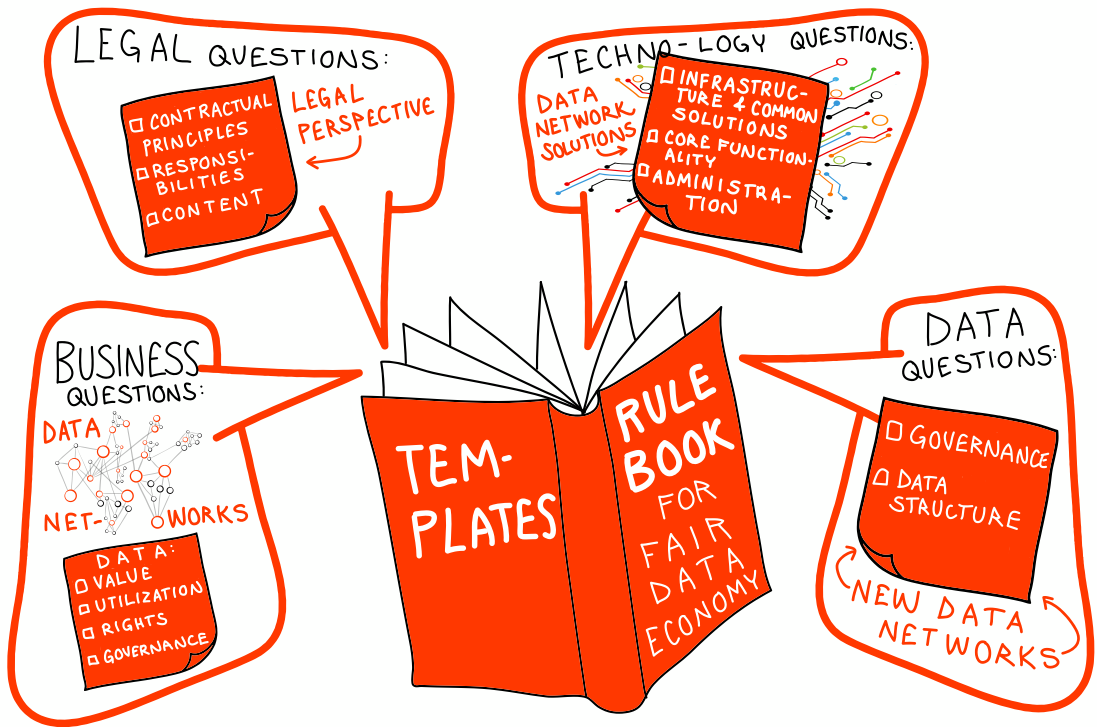 LEGAL QUESTIONS:
CONTRACTUAL
PRINCIPLES
RESPONSI-
BILITIES
CONTENT
LEGAL
PERSPECTIVE
TECHNO-LOGY QUESTIONS:
DATA
NETWORK
SOLUTIONS
INFRASTRUC-
TURE & COMMON
SOLUTIONS
CORE FUNCTION-
ALITY
ADMINISTRA-
TION
BUSINESS
QUESTIONS:
DATA
NET-WORKS
DATA:
VALUE
UTILIZATION
RIGHTS
GOVERNANCE
TEM-
PLATES
RULE
BOOK
FOR
FAIR
DATA
ECONOMY
DATA
QUESTIONS:
GOVERNANCE
DATA
STRUCTURE
NEW DATA
NETWORKS